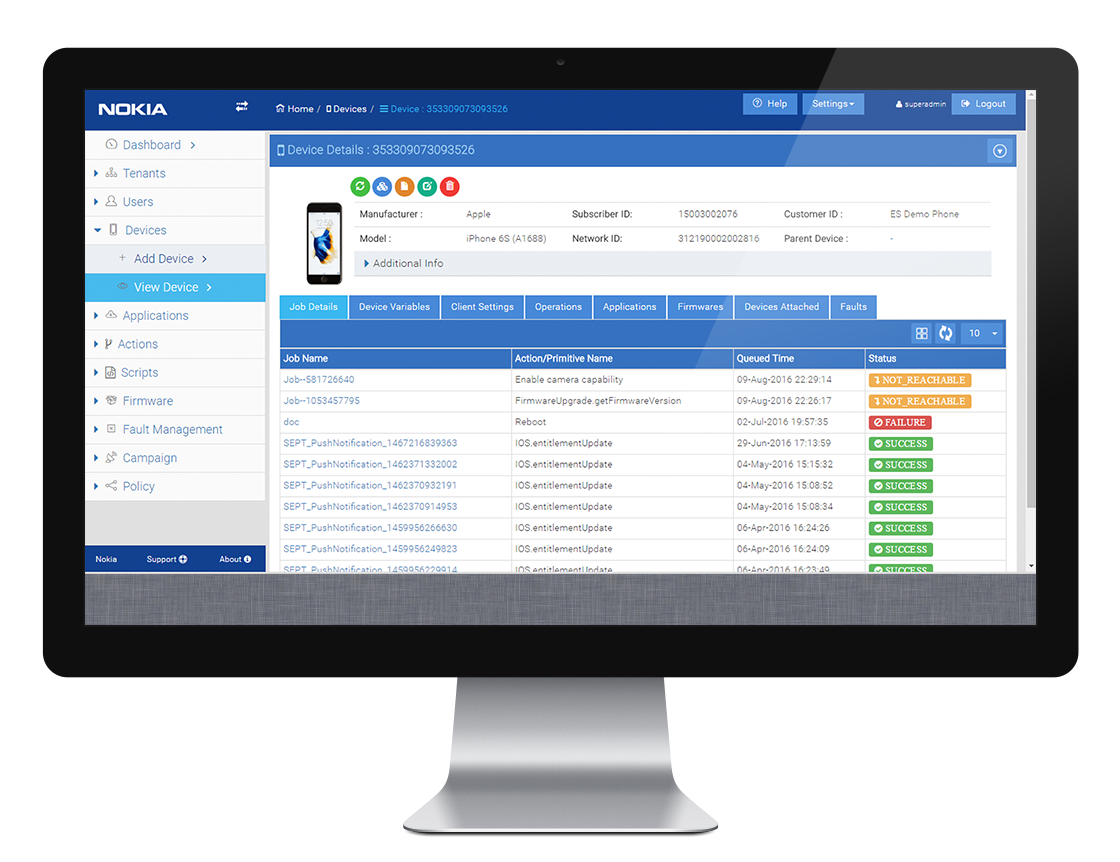 NOKIA
Home / Devices / Device : 353309073093526
Help
Settings
superadmin
Logout
Dashboard
Tenants
Users
Devices
Add Device
View Device
Applications
Actions
Scripts
Firmware
Fault Management
Campaign
Policy
Nokia Support About
Device Details : 353309073093526
Manufacturer : Apple Subscriber ID: 15003002076 Customer ID : ES Demo Phone
Model : iPhone 6S (A1688) Network ID: 312190002002816 Parent Device : -
Additional Info
Job Details Device Variables Client Settings Operations Applications Firmwares Devices Attached Faults
10
Job Name Action/Primitive Name Queued Time Status
Job--581726640 Enable camera capability 09-Aug-2016 22:29:14 NOT_REACHABLE
Job--1053457795 FirmwareUpgrade.getFirmwareVersion 09-Aug-2016 22:26:17 NOT_REACHABLE
doc Reboot 02-Jul-2016 19:57:35 FAILURE
SEPT_PushNotification_1467216839363 IOS.entitlementUpdate 29-Jun-2016 17:13:59 SUCCESS
SEPT_PushNotification_1462371332002 IOS.entitlementUpdate 04-May-2016 15:15:32 SUCCESS
SEPT_PushNotification_1462370932191 IOS.entitlementUpdate 04-May-2016 15:08:52 SUCCESS
SEPT_PushNotification_1462370914953 IOS.entitlementUpdate 04-May-2016 15:08:34 SUCCESS
SEPT_PushNotification_1459956266630 IOS.entitlementUpdate 06-Apr-2016 16:24:26 SUCCESS
SEPT_PushNotification_1459956249823 IOS.entitlementUpdate 06-Apr-2016 16:24:09 SUCCESS
SEPT_PushNotification_1459956229914 IOS.entitlementUpdate 06-Apr-2016 16:23:49 SUCCESS